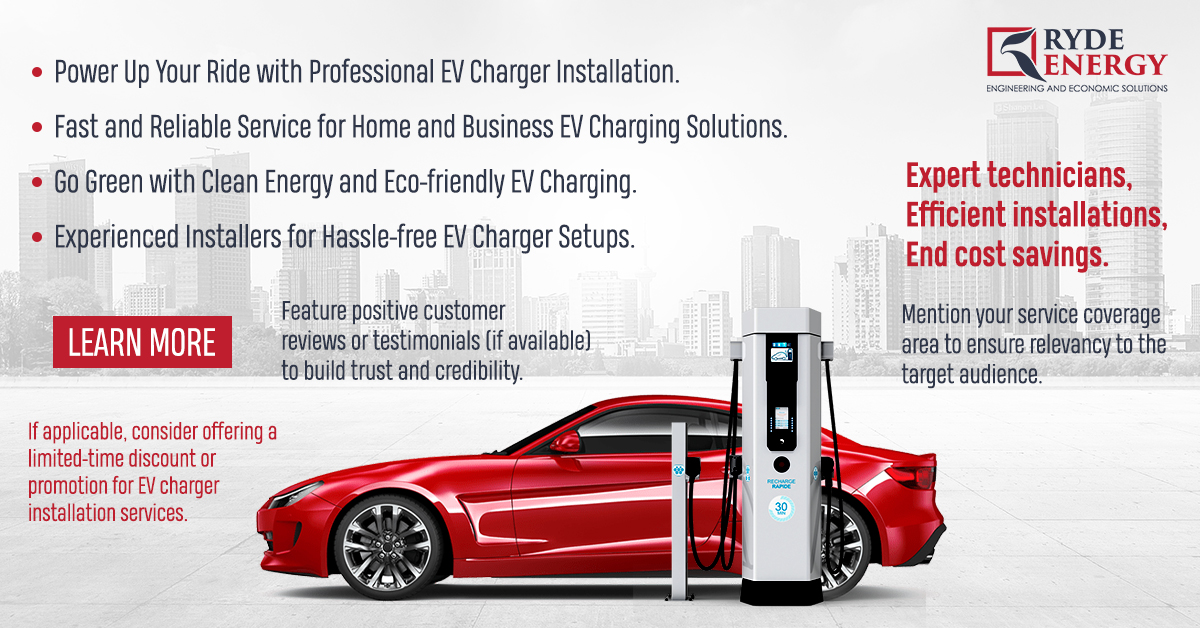 RYDE
ENERGY
ENGINEERING AND ECONOMIC SOLUTIONS
• Power Up Your Ride with Professional EV Charger Installation.
• Fast and Reliable Service for Home and Business EV Charging Solutions.
• Go Green with Clean Energy and Eco-friendly EV Charging.
• Experienced Installers for Hassle-free EV Charger Setups.
Expert technicians,
Efficient installations,
End cost savings.
LEARN MORE
Feature positive customer
reviews or testimonials (if available)
to build trust and credibility.
Mention your service coverage
area to ensure relevancy to the
target audience.
If applicable, consider offering a
limited-time discount or
promotion for EV charger
installation services.
RECHARGE
RAPIDE
30
MIN